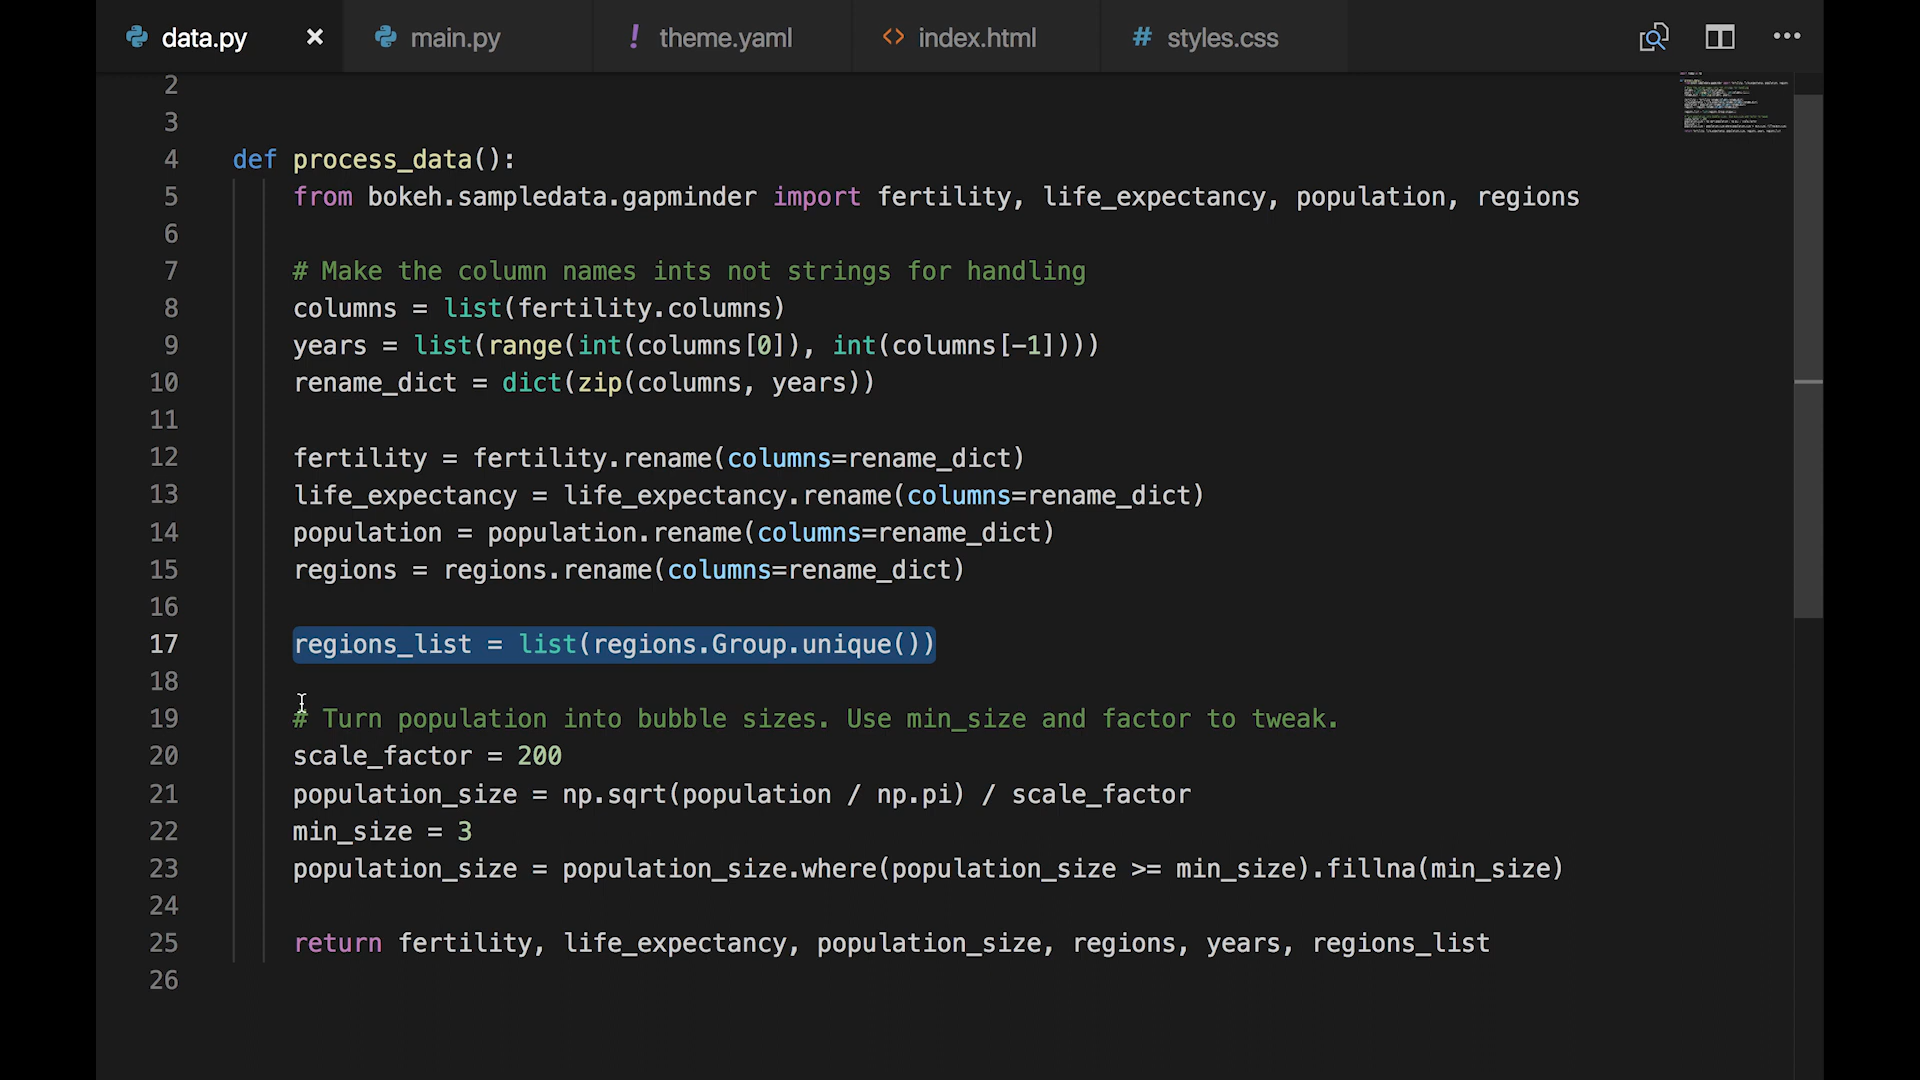 data.py × main.py ! theme.yaml <> index.html # styles.css ···
2
3
4 def process_data():
5 from bokeh.sampledata.gapminder import fertility, life_expectancy, population, regions
6
7 # Make the column names ints not strings for handling
8 columns = list(fertility.columns)
9 years = list(range(int(columns[0]), int(columns[-1])))
10 rename_dict = dict(zip(columns, years))
11
12 fertility = fertility.rename(columns=rename_dict)
13 life_expectancy = life_expectancy.rename(columns=rename_dict)
14 population = population.rename(columns=rename_dict)
15 regions = regions.rename(columns=rename_dict)
16
17 regions_list = list(regions.Group.unique())
18
19 # Turn population into bubble sizes. Use min_size and factor to tweak.
20 scale_factor = 200
21 population_size = np.sqrt(population / np.pi) / scale_factor
22 min_size = 3
23 population_size = population_size.where(population_size >= min_size).fillna(min_size)
24
25 return fertility, life_expectancy, population_size, regions, years, regions_list
26